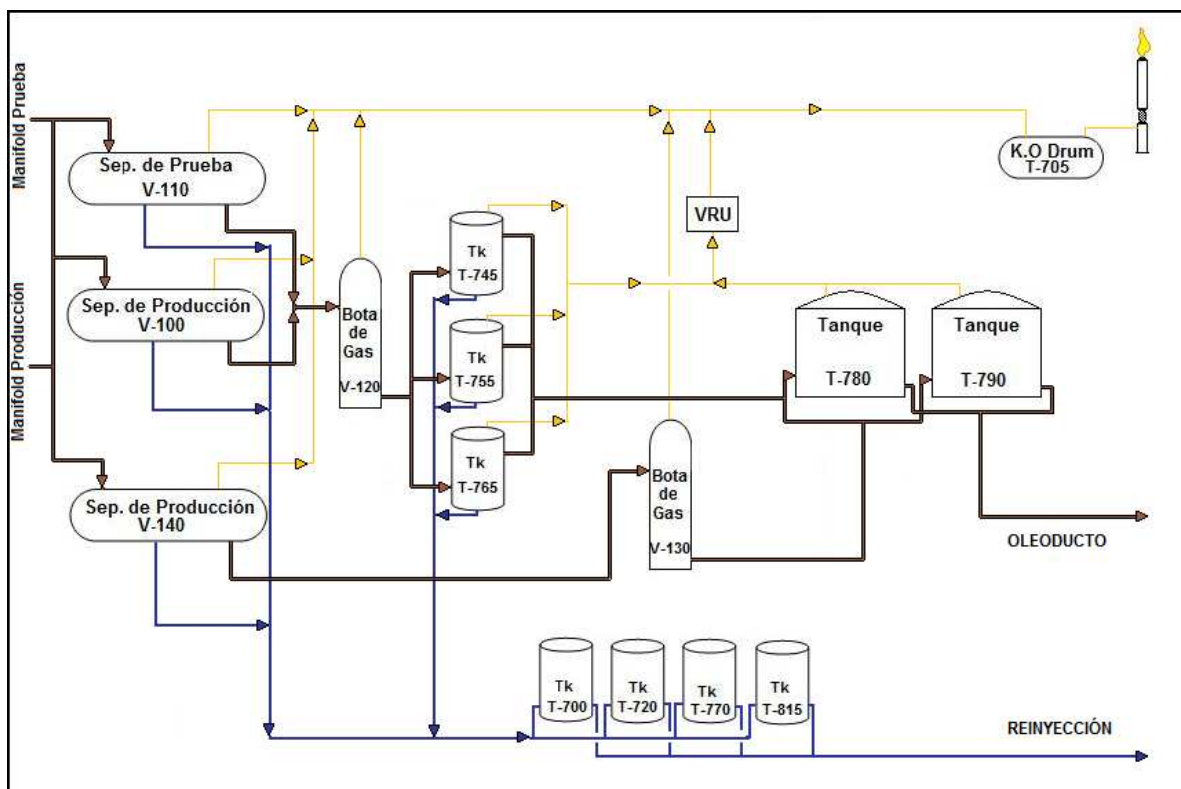 Manifold Prueba
Manifold Producción
Sep. de Prueba
V-110
Sep. de Producción
V-100
Sep. de Producción
V-140
Bota
de
Gas
V-120
Tk
T-745
Tk
T-755
Tk
T-765
VRU
K.O Drum
T-705
Bota
de
Gas
V-130
Tanque
T-780
Tanque
T-790
OLEODUCTO
Tk
T-700
Tk
T-720
Tk
T-770
Tk
T-815
REINYECCIÓN